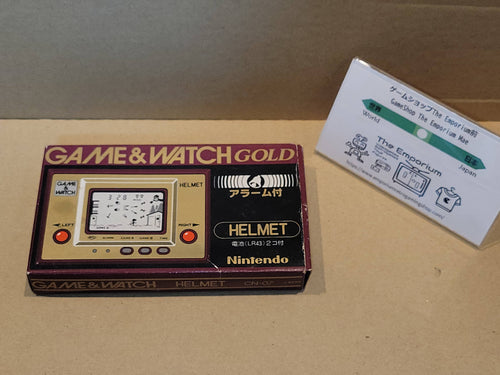 GAME & WATCH GOLD
GAME &
WATCH
HELMET
3:28 99
LEFT
RIGHT
アラーム付
HELMET
電池(LR43)2コ付
Nintendo
GAME & WATCH HELMET CN-07
ゲームショップThe Emporium前
GameShop The Emporium Mae
世界
World
日本
Japan
The Emporium